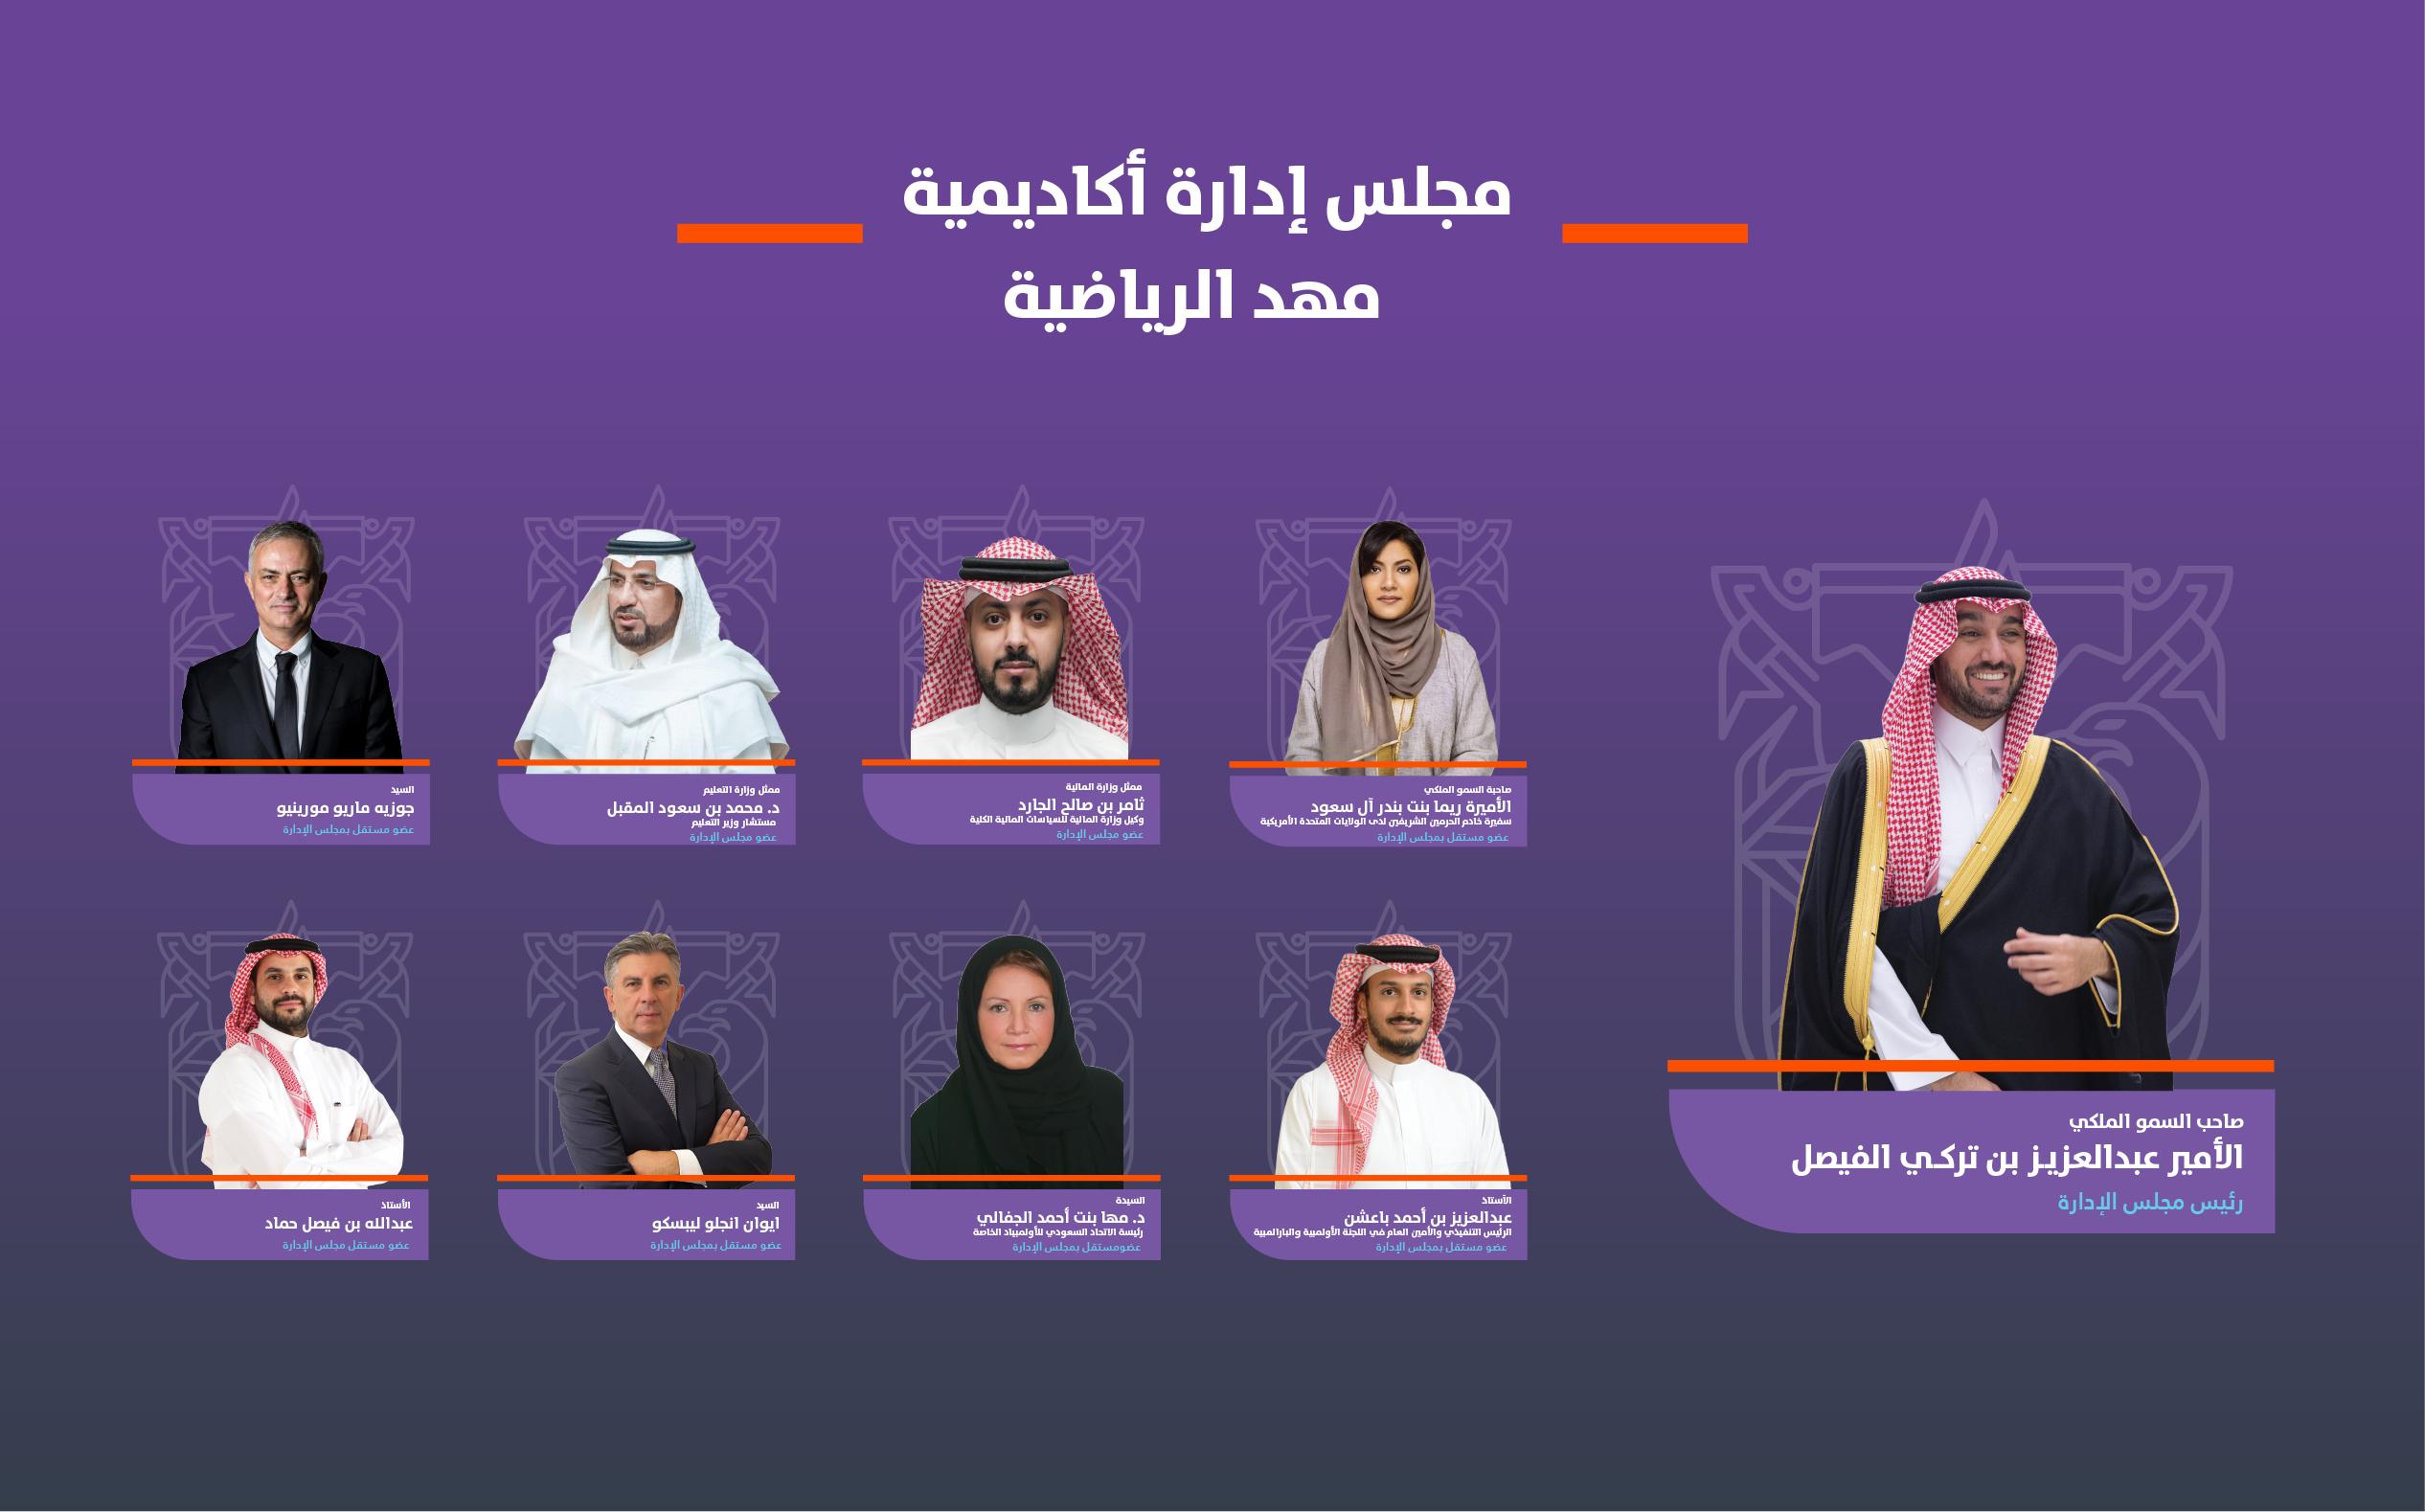 مجلس إدارة أكاديمية
مهد الرياضية
صاحب السمو الملكي
الأمير عبدالعزيز بن تركي الفيصل
رئيس مجلس الإدارة
صاحبة السمو الملكي
الأميرة ريما بنت بندر آل سعود
سفيرة خادم الحرمين الشريفين لدى الولايات المتحدة الأمريكية
عضو مستقل بمجلس الإدارة
ممثل وزارة المالية
ثامر بن صالح الجارد
وكيل وزارة المالية للسياسات المالية الكلية
عضو مجلس الإدارة
ممثل وزارة التعليم
د. محمد بن سعود المقبل
مستشار وزير التعليم
عضو مجلس الإدارة
السيد
جوزيه ماريو مورينيو
عضو مستقل بمجلس الإدارة
الأستاذ
عبدالعزيز بن أحمد باعشن
الرئيس التنفيذي والأمين العام في اللجنة الأولمبية والبارالمبية
عضو مستقل بمجلس الإدارة
السيدة
د. مها بنت أحمد الجفالي
رئيسة الاتحاد السعودي للأولمبياد الخاصة
عضومستقل بمجلس الإدارة
السيد
ايوان انجلو ليبسكو
عضو مستقل بمجلس الإدارة
الأستاذ
عبدالله بن فيصل حماد
عضو مستقل بمجلس الإدارة